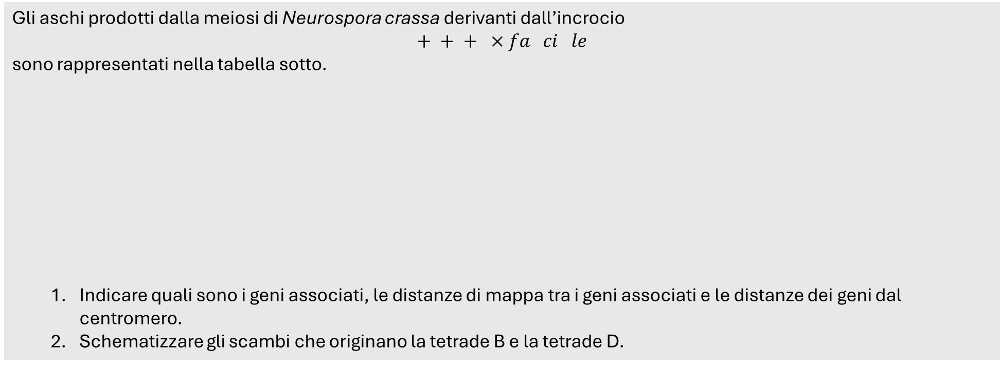 Gli aschi prodotti dalla meiosi di Neurospora crassa derivanti dall’incrocio
+ + + × fa ci le
sono rappresentati nella tabella sotto.
1. Indicare quali sono i geni associati, le distanze di mappa tra i geni associati e le distanze dei geni dal
centromero.
2. Schematizzare gli scambi che originano la tetrade B e la tetrade D.